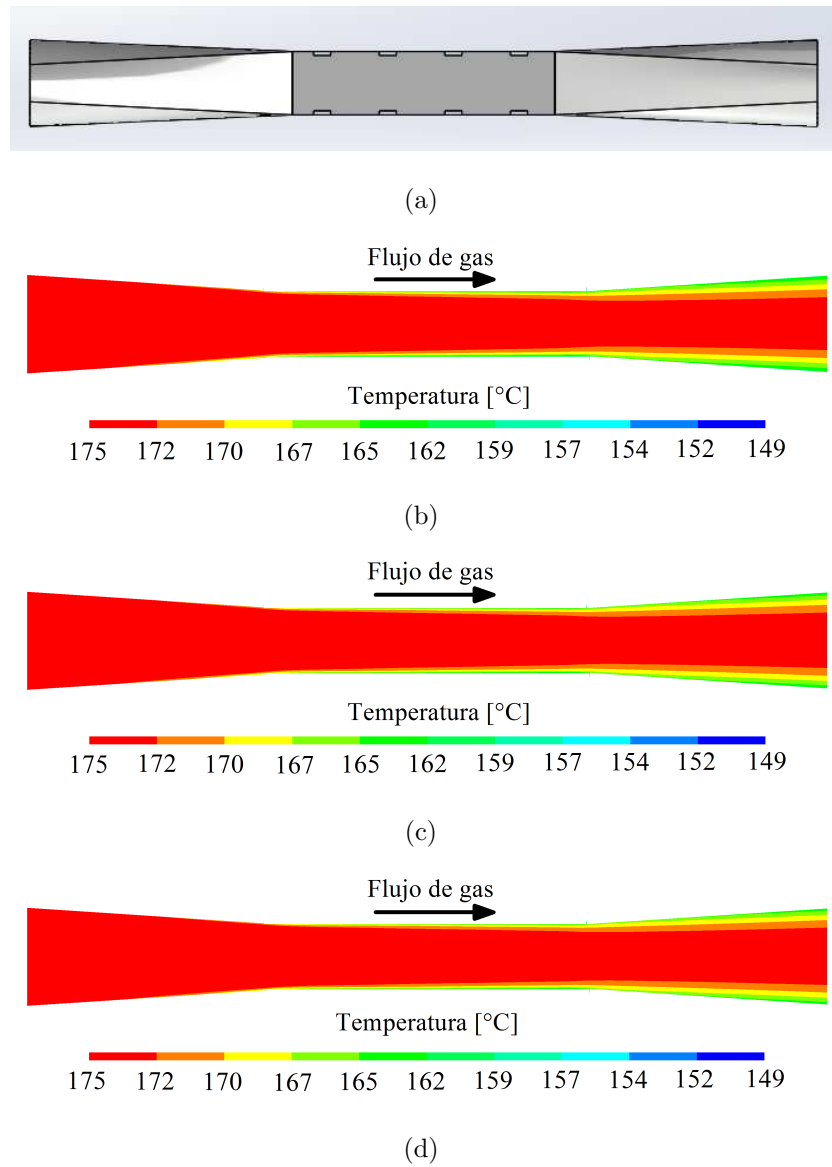 (a)
Flujo de gas
Temperatura [°C]
175 172 170 167 165 162 159 157 154 152 149
(b)
Flujo de gas
Temperatura [°C]
175 172 170 167 165 162 159 157 154 152 149
(c)
Flujo de gas
Temperatura [°C]
175 172 170 167 165 162 159 157 154 152 149
(d)